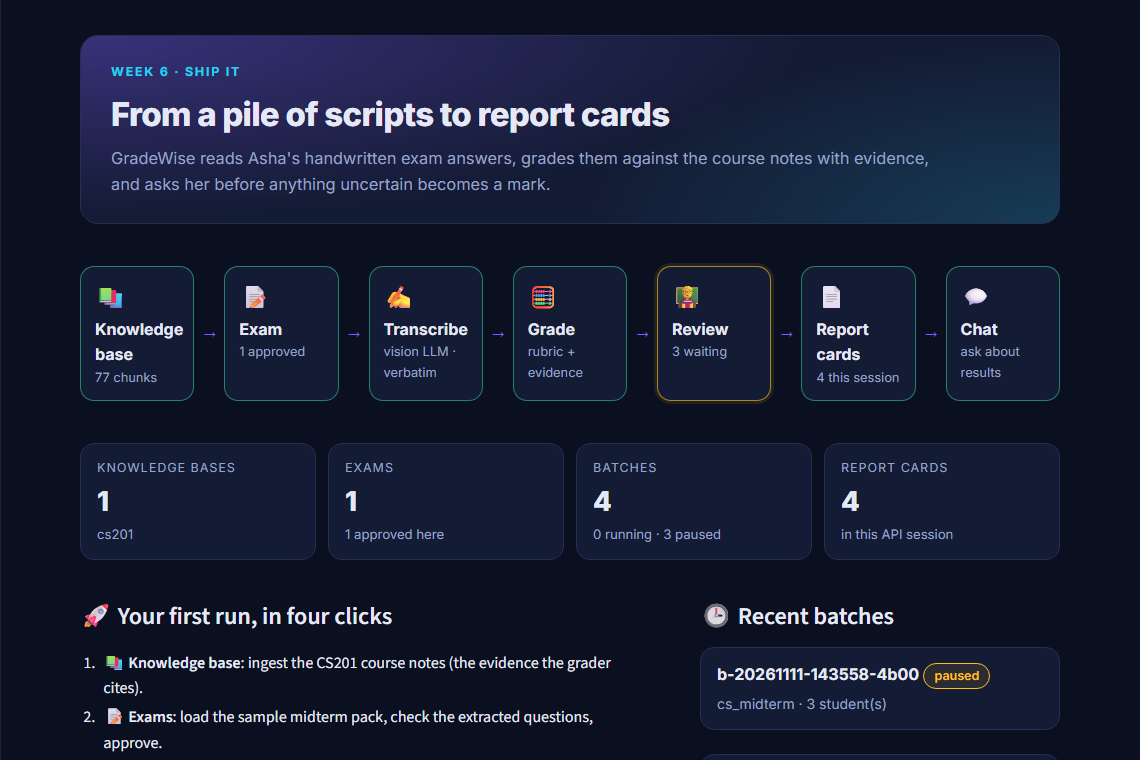 WEEK 6 · SHIP IT
From a pile of scripts to report cards
GradeWise reads Asha's handwritten exam answers, grades them against the course notes with evidence,
and asks her before anything uncertain becomes a mark.
Knowledge
base
77 chunks
→
Exam
1 approved
→
Transcribe
vision LLM ·
verbatim
→
Grade
rubric +
evidence
→
Review
3 waiting
→
Report
cards
4 this session
→
Chat
ask about
results
KNOWLEDGE BASES
1
cs201
EXAMS
1
1 approved here
BATCHES
4
0 running · 3 paused
REPORT CARDS
4
in this API session
🚀 Your first run, in four clicks
1. 📚 Knowledge base: ingest the CS201 course notes (the evidence the grader
cites).
2. 📝 Exams: load the sample midterm pack, check the extracted questions,
approve.
🕒 Recent batches
b-20261111-143558-4b00 paused
cs_midterm · 3 student(s)